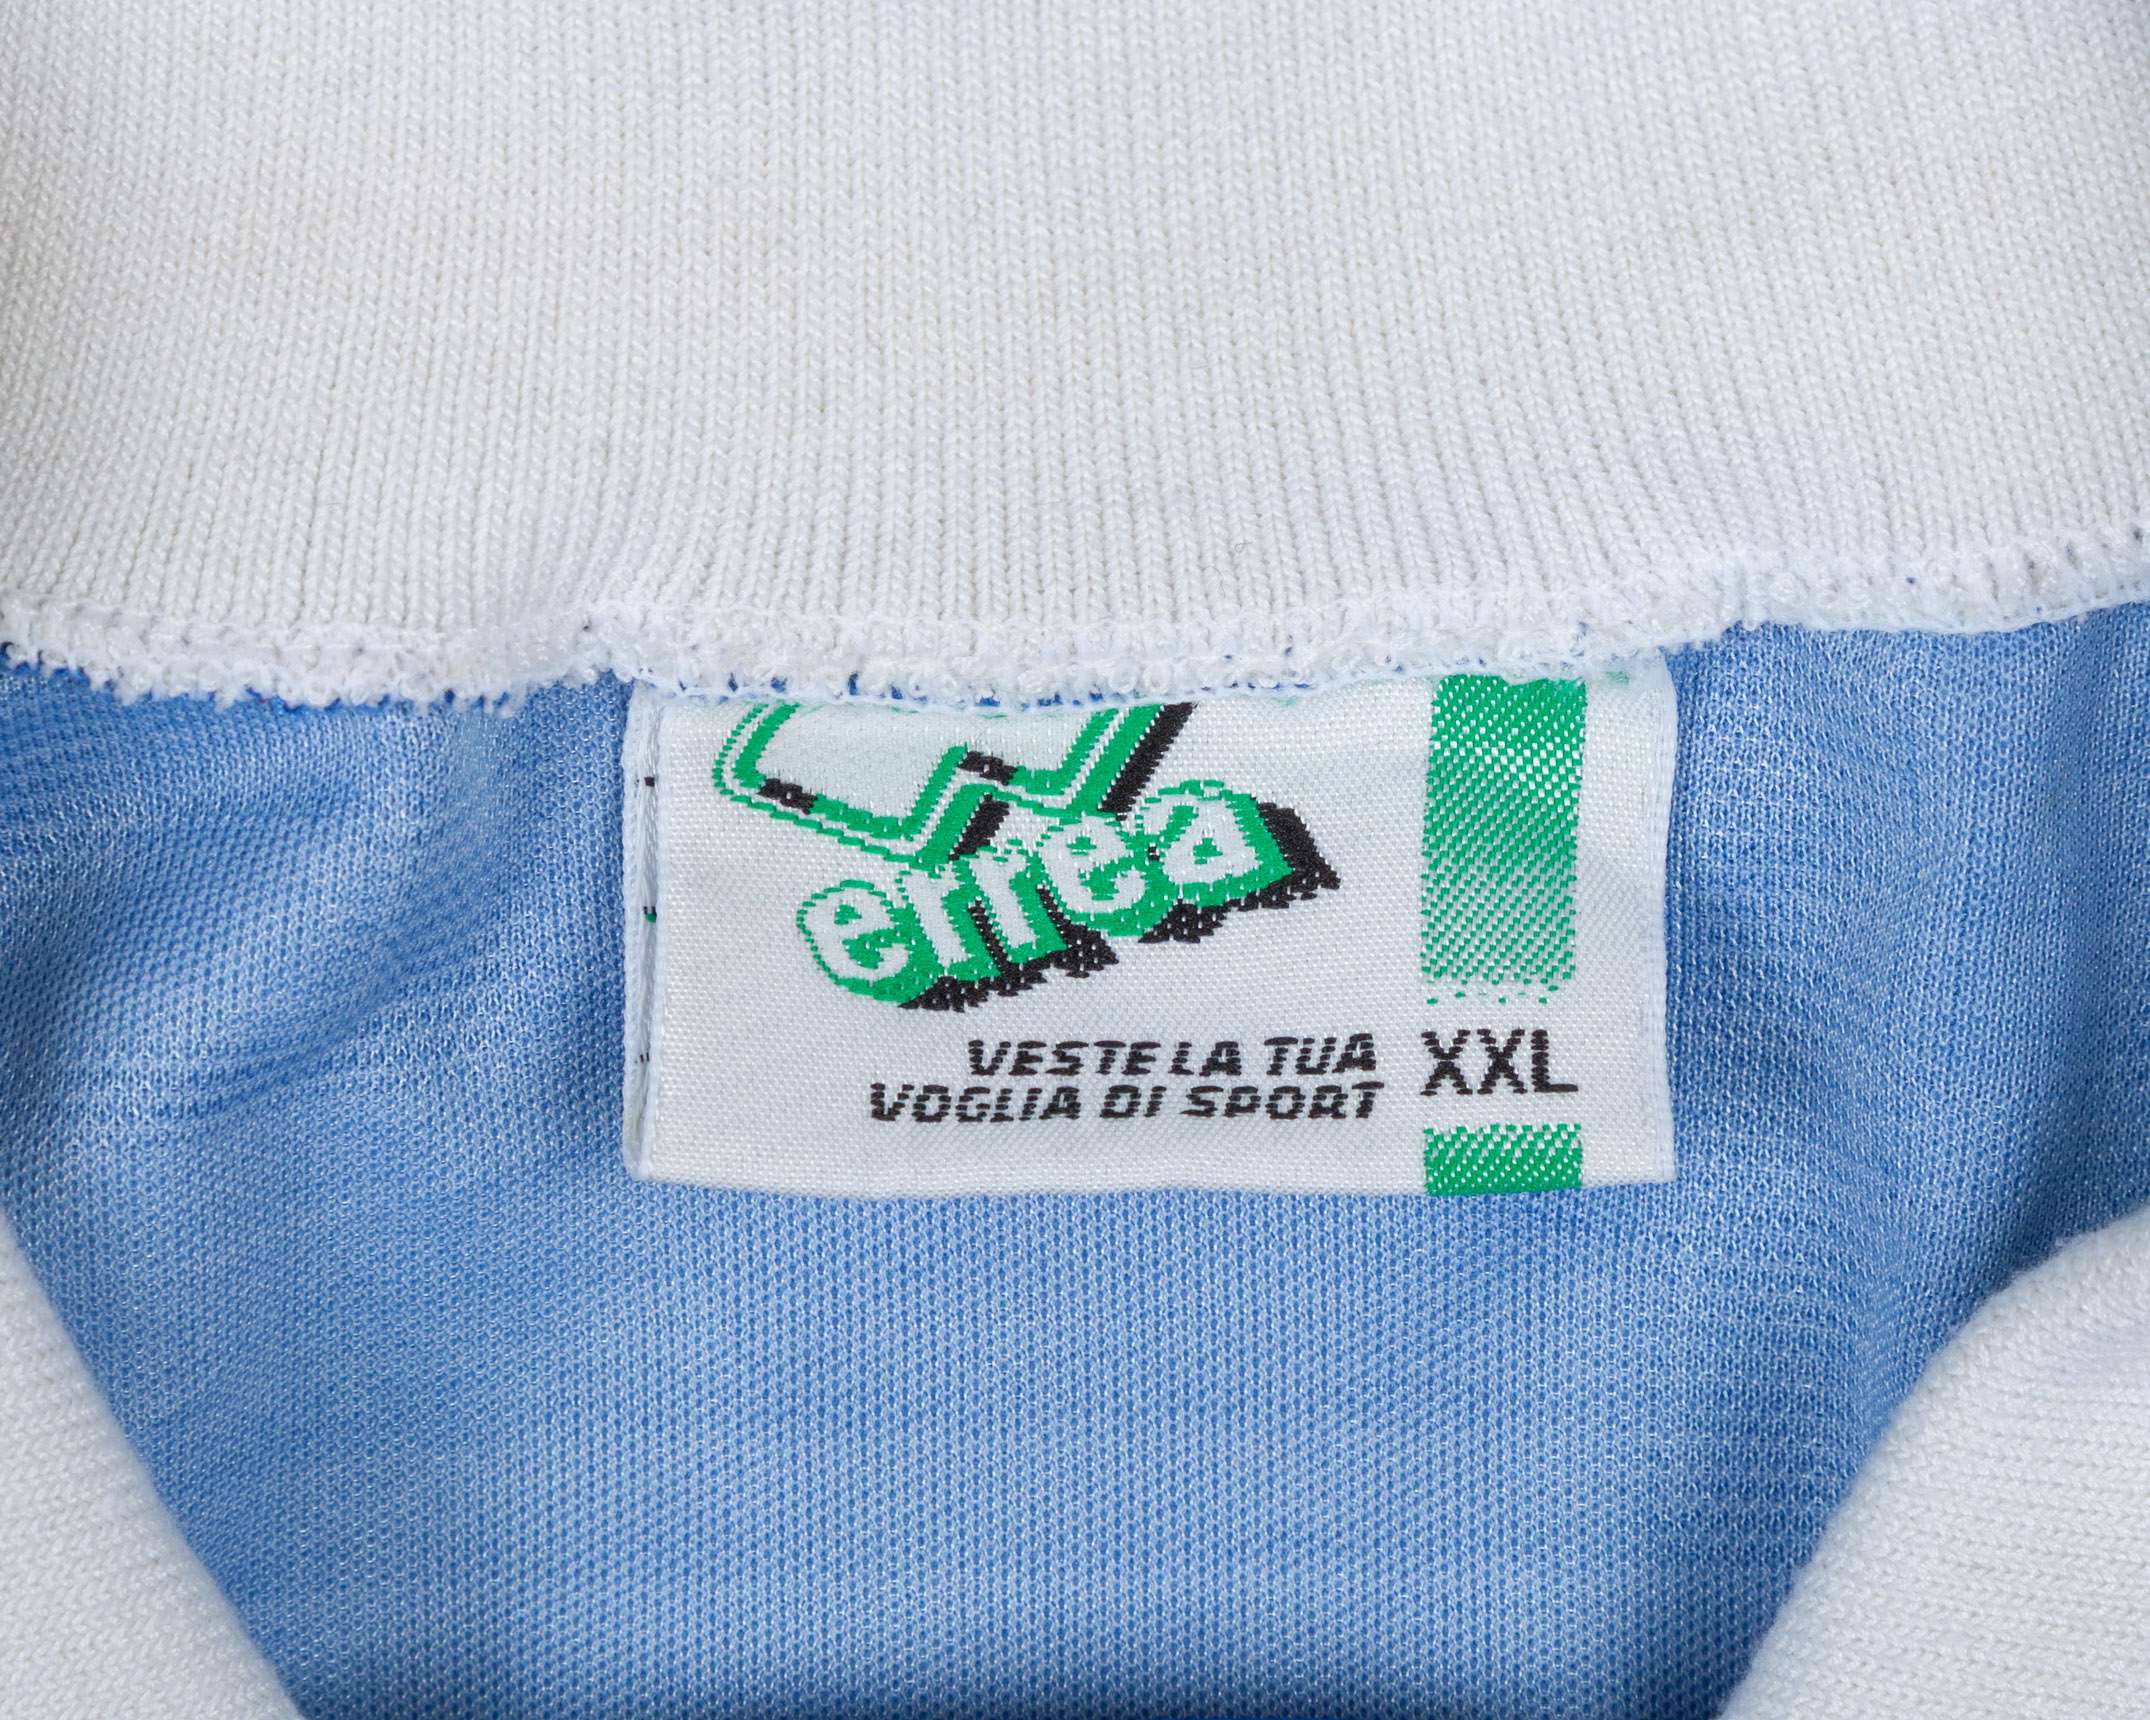 errea
VESTE LA TUA
VOGLIA DI SPORT
XXL